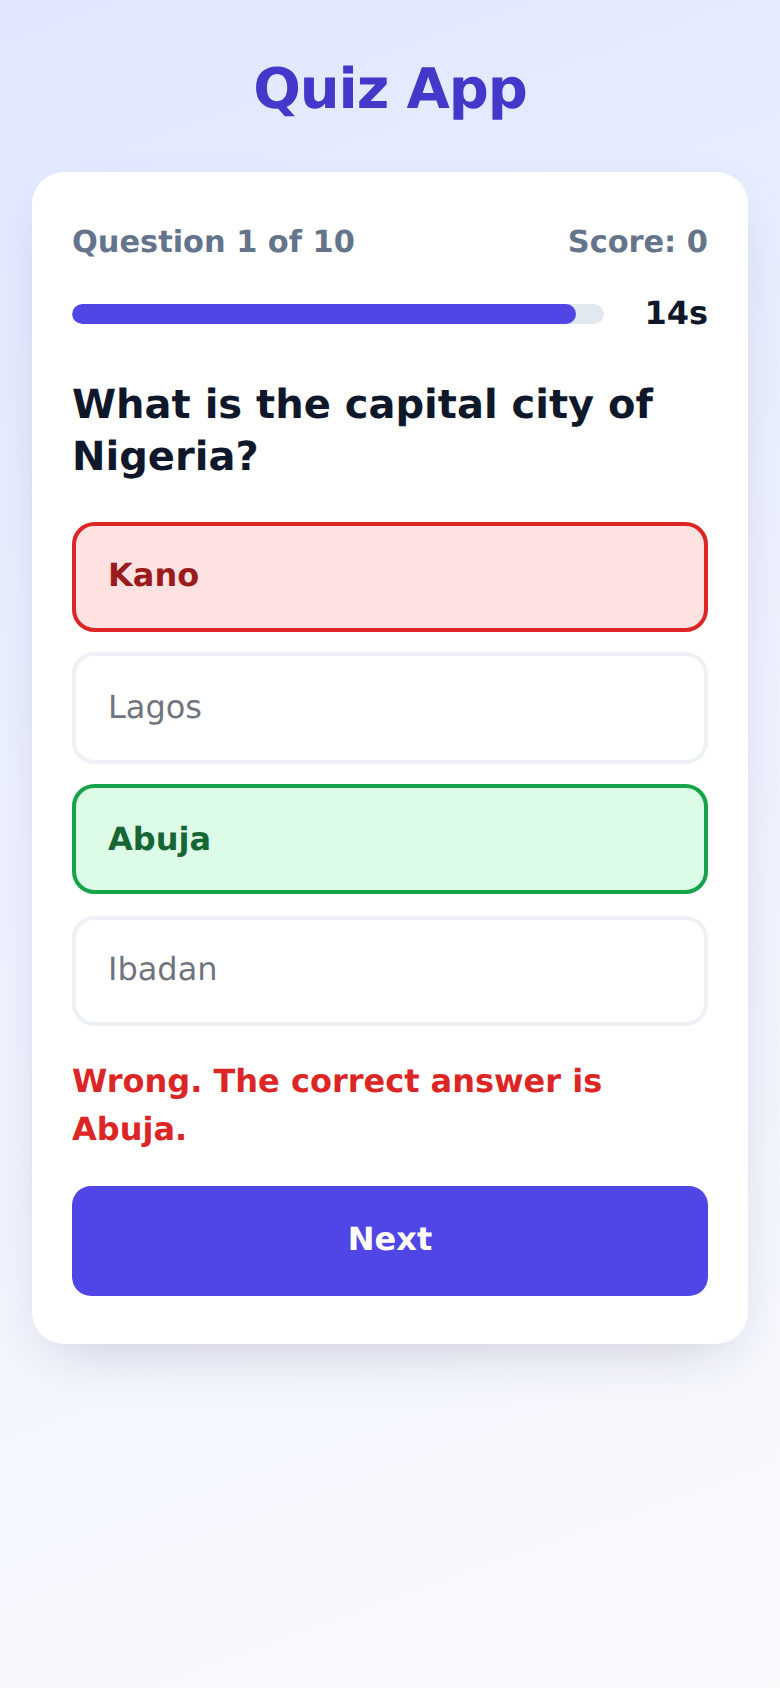 Quiz App
Question 1 of 10
Score: 0
14s
What is the capital city of
Nigeria?
Kano
Lagos
Abuja
Ibadan
Wrong. The correct answer is
Abuja.
Next